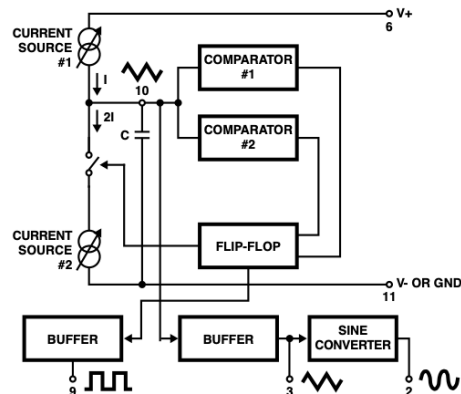 V+
6
CURRENT
SOURCE
#1
I
10
COMPARATOR
#1
2I
C
COMPARATOR
#2
CURRENT
SOURCE
#2
FLIP-FLOP
V- OR GND
11
BUFFER
BUFFER
SINE
CONVERTER
9
3
2